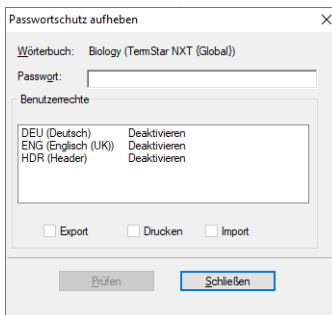 Passwortschutz aufheben
Wörterbuch: Biology (TermStar NXT {Global})
Passwort:
Benutzerrechte
DEU (Deutsch) Deaktivieren
ENG (Englisch (UK)) Deaktivieren
HDR (Header) Deaktivieren
Export Drucken Import
Prüfen Schließen